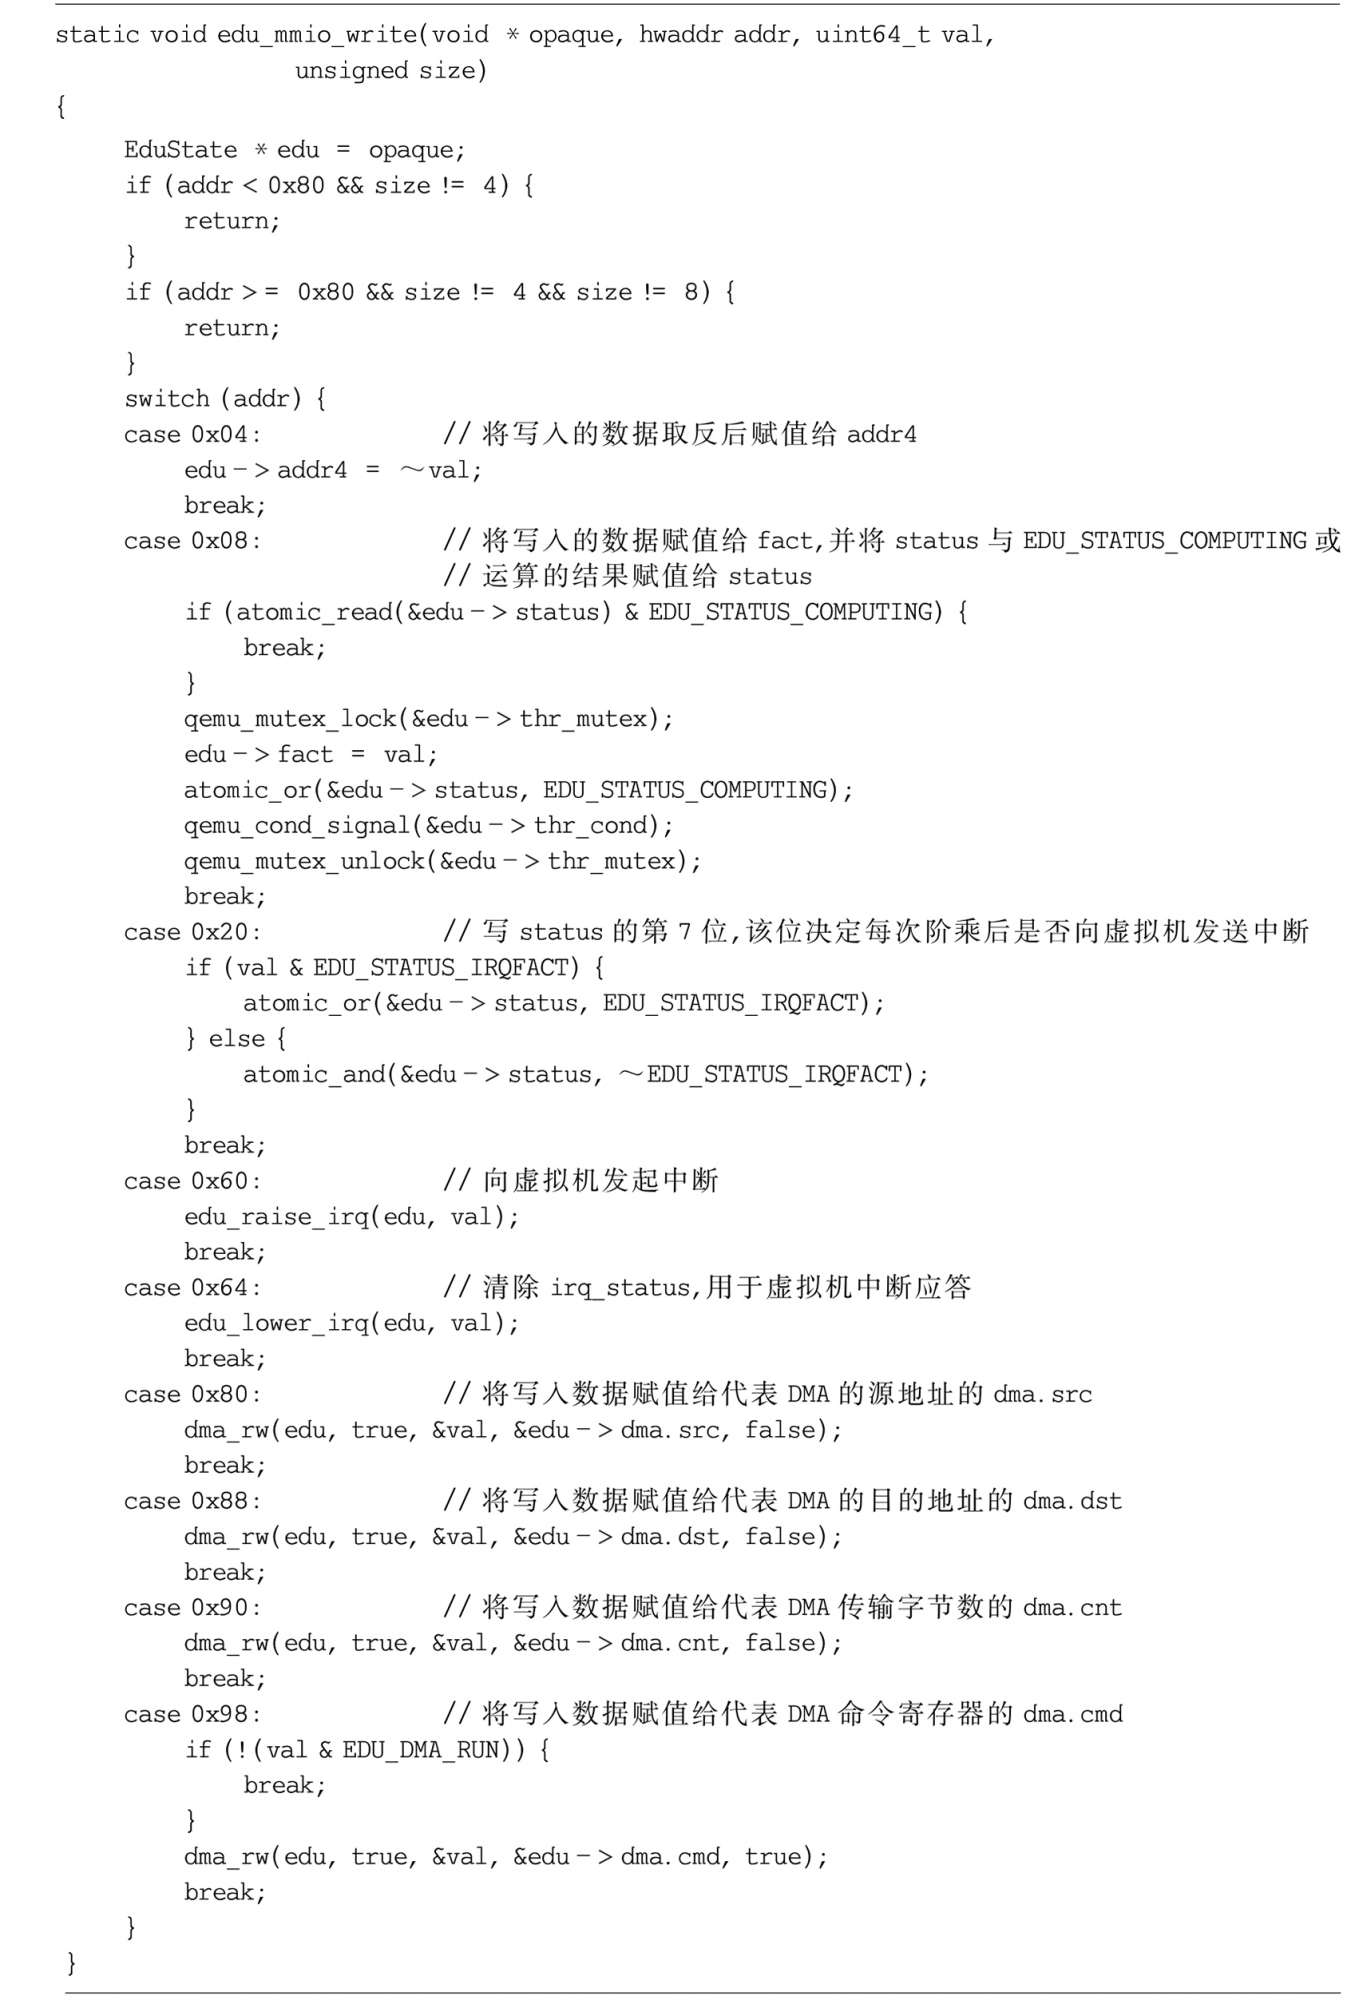 static void edu_mmio_write(void * opaque, hwaddr addr, uint64_t val,
unsigned size)
{
EduState * edu = opaque;
if (addr < 0x80 && size != 4) {
return;
}
if (addr >= 0x80 && size != 4 && size != 8) {
return;
}
switch (addr) {
case 0x04: // 将写入的数据取反后赋值给 addr4
edu->addr4 = ～val;
break;
case 0x08: // 将写入的数据赋值给 fact,并将 status 与 EDU_STATUS_COMPUTING 或
// 运算的结果赋值给 status
if (atomic_read(&edu->status) & EDU_STATUS_COMPUTING) {
break;
}
qemu_mutex_lock(&edu->thr_mutex);
edu->fact = val;
atomic_or(&edu->status, EDU_STATUS_COMPUTING);
qemu_cond_signal(&edu->thr_cond);
qemu_mutex_unlock(&edu->thr_mutex);
break;
case 0x20: // 写 status 的第 7 位,该位决定每次阶乘后是否向虚拟机发送中断
if (val & EDU_STATUS_IRQFACT) {
atomic_or(&edu->status, EDU_STATUS_IRQFACT);
} else {
atomic_and(&edu->status, ～EDU_STATUS_IRQFACT);
}
break;
case 0x60: // 向虚拟机发起中断
edu_raise_irq(edu, val);
break;
case 0x64: // 清除 irq_status,用于虚拟机中断应答
edu_lower_irq(edu, val);
break;
case 0x80: // 将写入数据赋值给代表 DMA 的源地址的 dma.src
dma_rw(edu, true, &val, &edu->dma.src, false);
break;
case 0x88: // 将写入数据赋值给代表 DMA 的目的地址的 dma.dst
dma_rw(edu, true, &val, &edu->dma.dst, false);
break;
case 0x90: // 将写入数据赋值给代表 DMA 传输字节数的 dma.cnt
dma_rw(edu, true, &val, &edu->dma.cnt, false);
break;
case 0x98: // 将写入数据赋值给代表 DMA 命令寄存器的 dma.cmd
if (!(val & EDU_DMA_RUN)) {
break;
}
dma_rw(edu, true, &val, &edu->dma.cmd, true);
break;
}
}